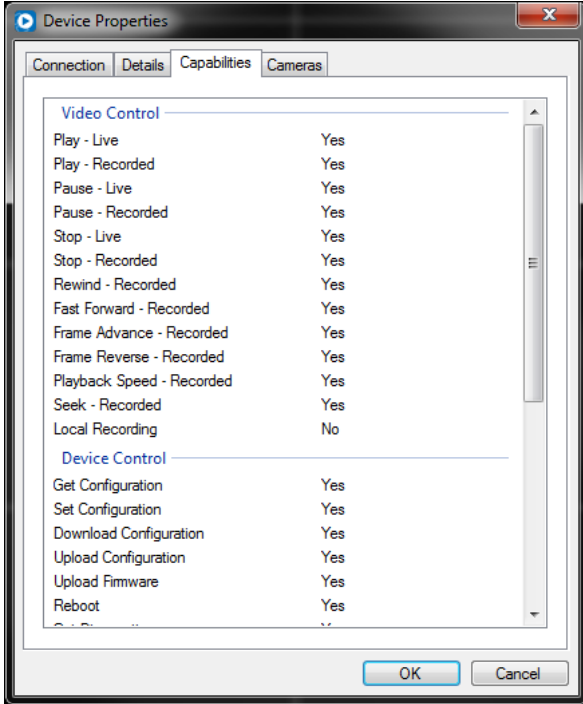 Device Properties
Connection Details Capabilities Cameras
Video Control
Play - Live Yes
Play - Recorded Yes
Pause - Live Yes
Pause - Recorded Yes
Stop - Live Yes
Stop - Recorded Yes
Rewind - Recorded Yes
Fast Forward - Recorded Yes
Frame Advance - Recorded Yes
Frame Reverse - Recorded Yes
Playback Speed - Recorded Yes
Seek - Recorded Yes
Local Recording No
Device Control
Get Configuration Yes
Set Configuration Yes
Download Configuration Yes
Upload Configuration Yes
Upload Firmware Yes
Reboot Yes
OK Cancel